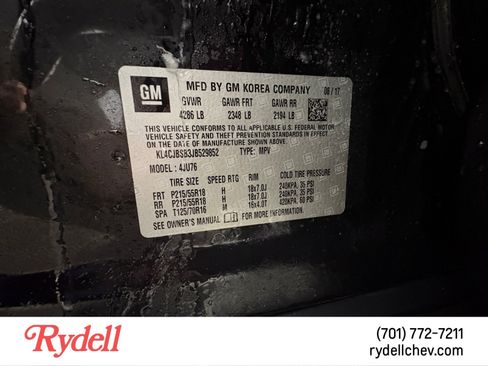 GM
MFD BY GM KOREA COMPANY 06/17
GVWR GAWR FRT GAWR RR
4286 LB 2348 LB 2194 LB
THIS VEHICLE CONFORMS TO ALL APPLICABLE U.S. FEDERAL MOTOR
VEHICLE SAFETY AND THEFT PREVENTION STANDARDS IN
EFFECT ON THE DATE OF MANUFACTURE SHOWN ABOVE.
KL4CJBSB3JB529852 TYPE: MPV
MODEL: 4JU76
TIRE SIZE SPEED RTG RIM COLD TIRE PRESSURE
FRT P215/55R18 H 18x7.0J 240KPA, 35 PSI
RR P215/55R18 H 18x7.0J 240KPA, 35 PSI
SPA T125/70R16 M 16x4.0T 420KPA, 60 PSI
SEE OWNER'S MANUAL FOR MORE INFORMATION.
Rydell
(701) 772-7211
rydellchev.com